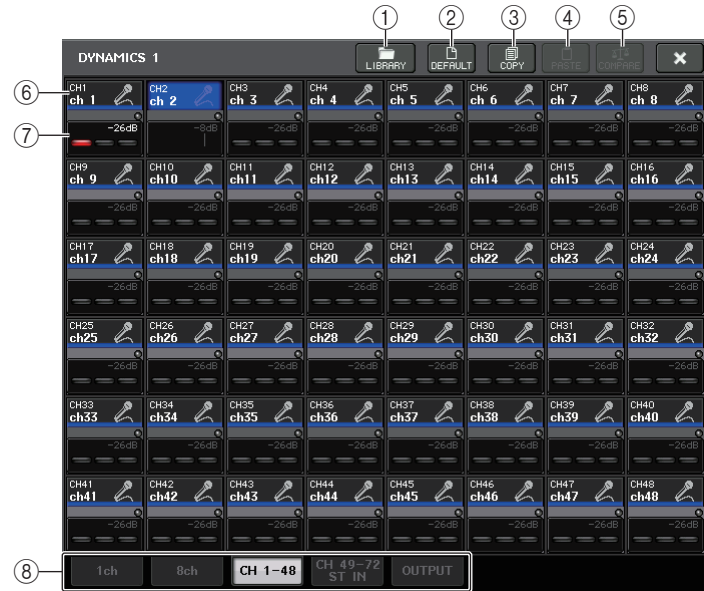 ① ② ③ ④ ⑤
DYNAMICS 1
LIBRARY DEFAULT COPY PASTE COMPARE ×
⑥
CH1 CH2 CH3 CH4 CH5 CH6 CH7 CH8
ch 1 ch 2 ch 3 ch 4 ch 5 ch 6 ch 7 ch 8
⑦
-26dB -8dB -26dB -26dB -26dB -26dB -26dB -26dB
CH9 CH10 CH11 CH12 CH13 CH14 CH15 CH16
ch 9 ch10 ch11 ch12 ch13 ch14 ch15 ch16
-26dB -26dB -26dB -26dB -26dB -26dB -26dB -26dB
CH17 CH18 CH19 CH20 CH21 CH22 CH23 CH24
ch17 ch18 ch19 ch20 ch21 ch22 ch23 ch24
-26dB -26dB -26dB -26dB -26dB -26dB -26dB -26dB
CH25 CH26 CH27 CH28 CH29 CH30 CH31 CH32
ch25 ch26 ch27 ch28 ch29 ch30 ch31 ch32
-26dB -26dB -26dB -26dB -26dB -26dB -26dB -26dB
CH33 CH34 CH35 CH36 CH37 CH38 CH39 CH40
ch33 ch34 ch35 ch36 ch37 ch38 ch39 ch40
-26dB -26dB -26dB -26dB -26dB -26dB -26dB -26dB
CH41 CH42 CH43 CH44 CH45 CH46 CH47 CH48
ch41 ch42 ch43 ch44 ch45 ch46 ch47 ch48
-26dB -26dB -26dB -26dB -26dB -26dB -26dB -26dB
⑧
1ch 8ch CH 1-48 CH 49-72 ST IN OUTPUT